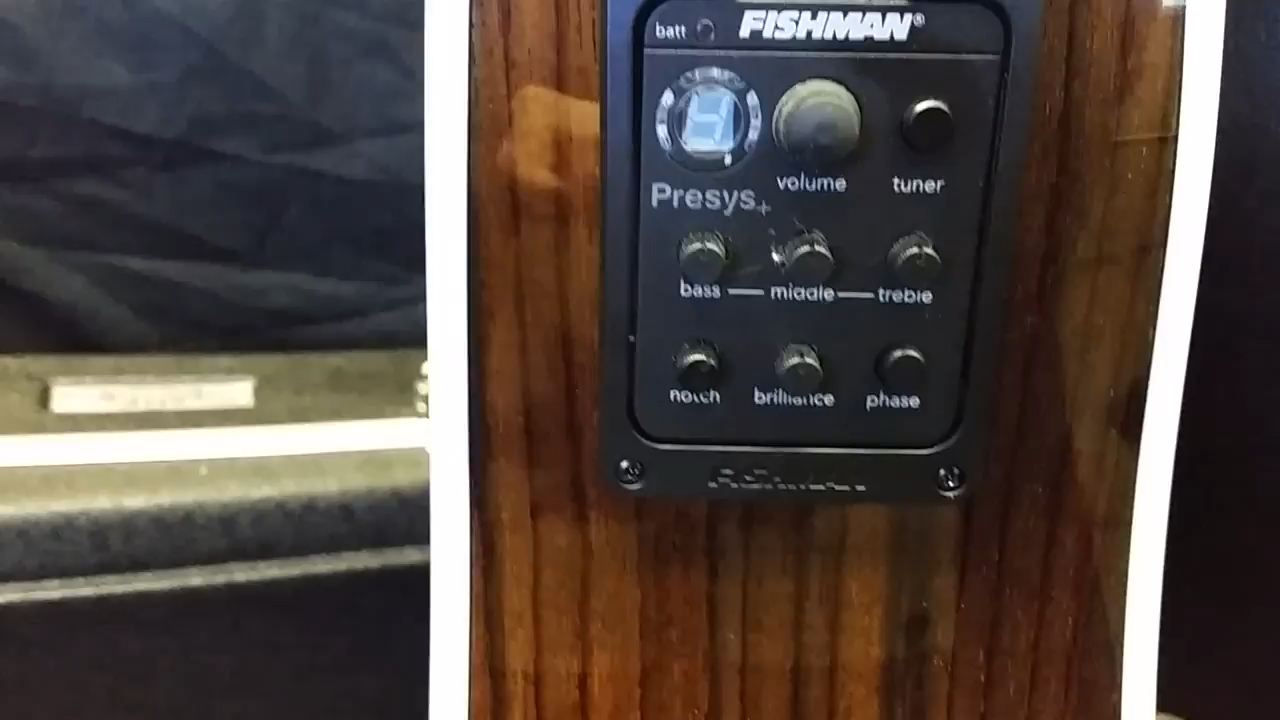 batt FISHMAN®
volume tuner
Presys+
bass middle treble
notch brilliance phase